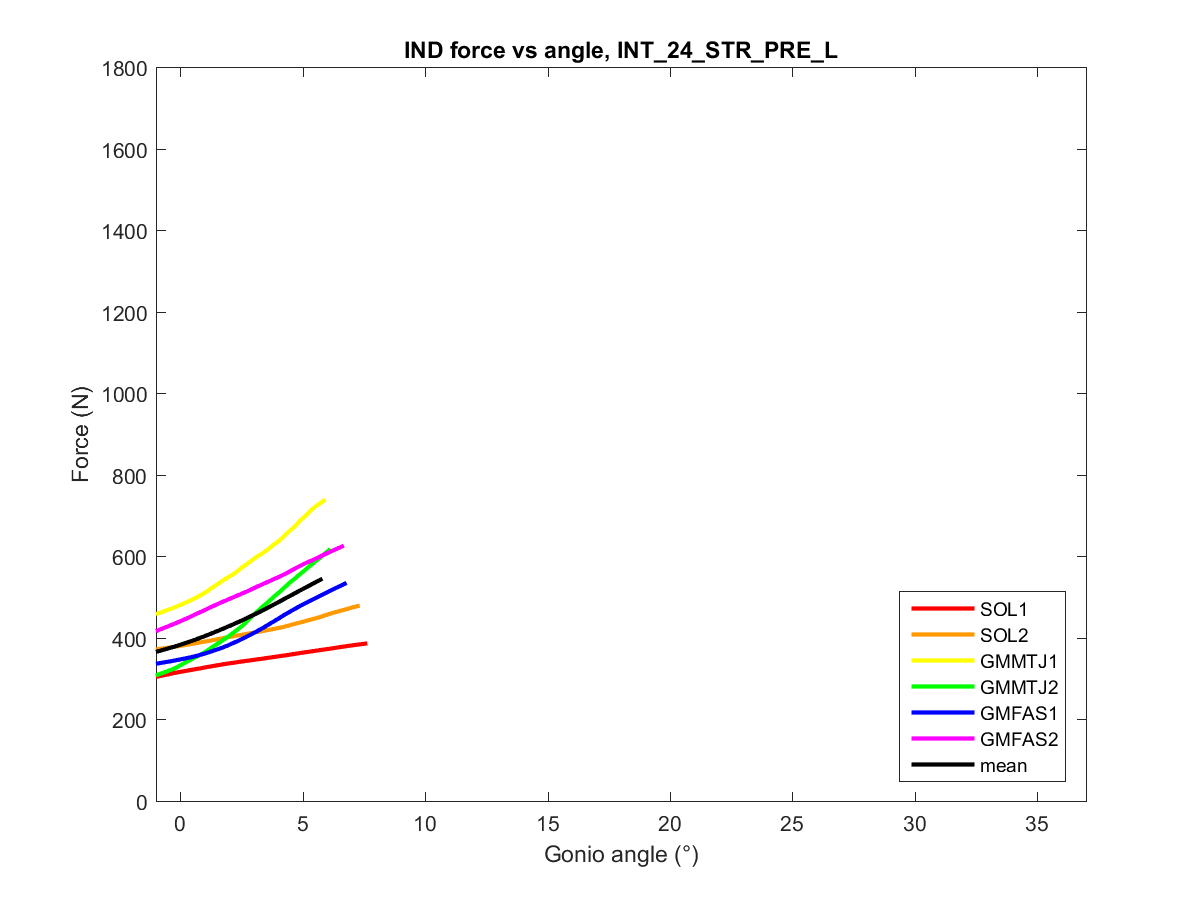 IND force vs angle, INT_24_STR_PRE_L
1800
1600
1400
1200
1000
800
600
400
200
0
Force (N)
0 5 10 15 20 25 30 35
Gonio angle (°)
SOL1
SOL2
GMMTJ1
GMMTJ2
GMFAS1
GMFAS2
mean